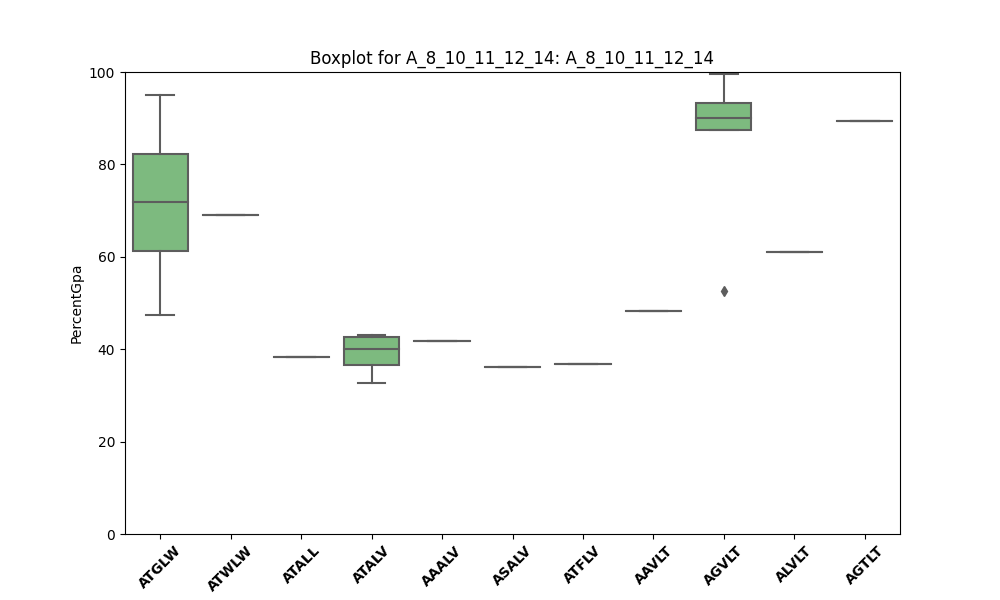 Boxplot for A_8_10_11_12_14: A_8_10_11_12_14
100
80
60
40
20
0
PercentGpa
ATGLW
ATWLW
ATALL
ATALV
AAALV
ASALV
ATFLV
AAVLT
AGVLT
ALVLT
AGTLT